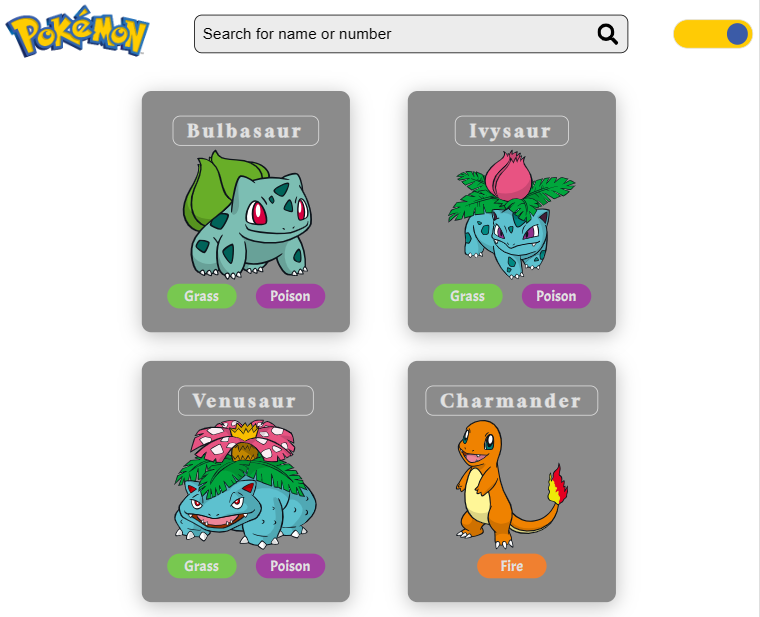 POKéMON
Search for name or number
Bulbasaur
Ivysaur
Grass Poison
Grass Poison
Venusaur
Charmander
Grass Poison
Fire